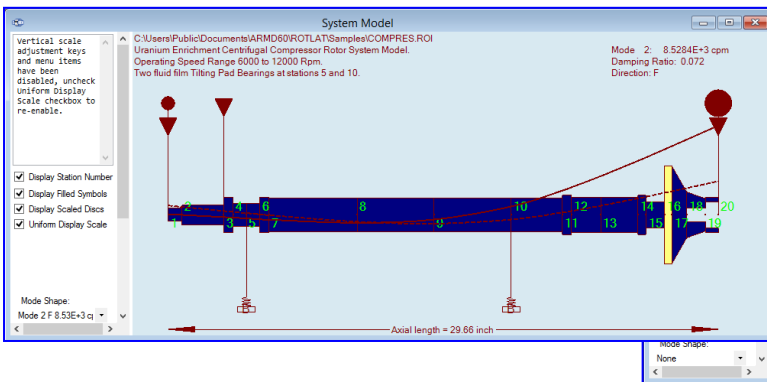 System Model
Vertical scale
adjustment keys
and menu items
have been
disabled, uncheck
Uniform Display
Scale checkbox to
re-enable.
Display Station Number
Display Filled Symbols
Display Scaled Discs
Uniform Display Scale
Mode Shape:
Mode 2 F 8.53E+3 c
C:\Users\Public\Documents\ARMD60\ROTLAT\Samples\COMPRES.ROI
Uranium Enrichment Centrifugal Compressor Rotor System Model.
Operating Speed Range 6000 to 12000 Rpm.
Two fluid film Tilting Pad Bearings at stations 5 and 10.
Mode 2: 8.5284E+3 cpm
Damping Ratio: 0.072
Direction: F
2 4 6 8 10 12 14 16 18 20
1 3 5 7 9 11 13 15 17 19
B B
Axial length = 29.66 inch
Mode Shape:
None